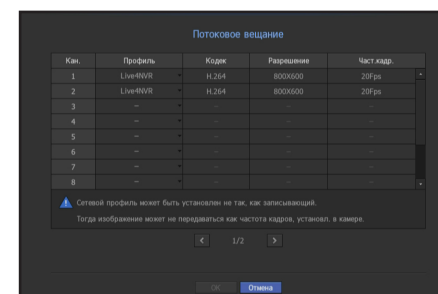 Потоковое вещание
Кан. Профиль Кодек Разрешение Част.кадр.
1 Live4NVR H.264 800X600 20Fps
2 Live4NVR H.264 800X600 20Fps
3 – – – –
4 – – – –
5 – – – –
6 – – – –
7 – – – –
8 – – – –
Сетевой профиль может быть установлен не так, как записывающий.
Тогда изображение может не передаваться как частота кадров, установл. в камере.
< 1/2 >
OK Отмена